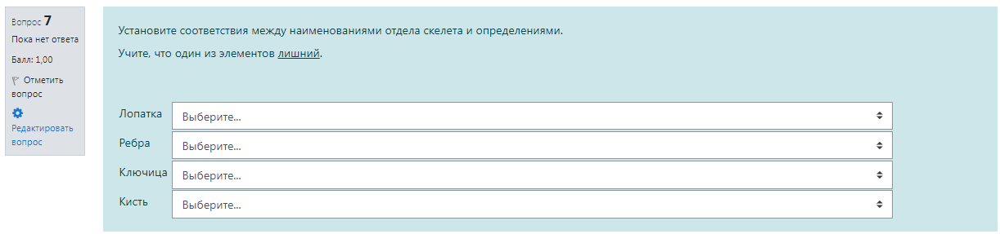 Вопрос 7
Пока нет ответа
Балл: 1,00
Отметить
вопрос
Редактировать
вопрос
Установите соответствия между наименованиями отдела скелета и определениями.
Учите, что один из элементов лишний.
Лопатка Выберите...
Ребра Выберите...
Ключица Выберите...
Кисть Выберите...